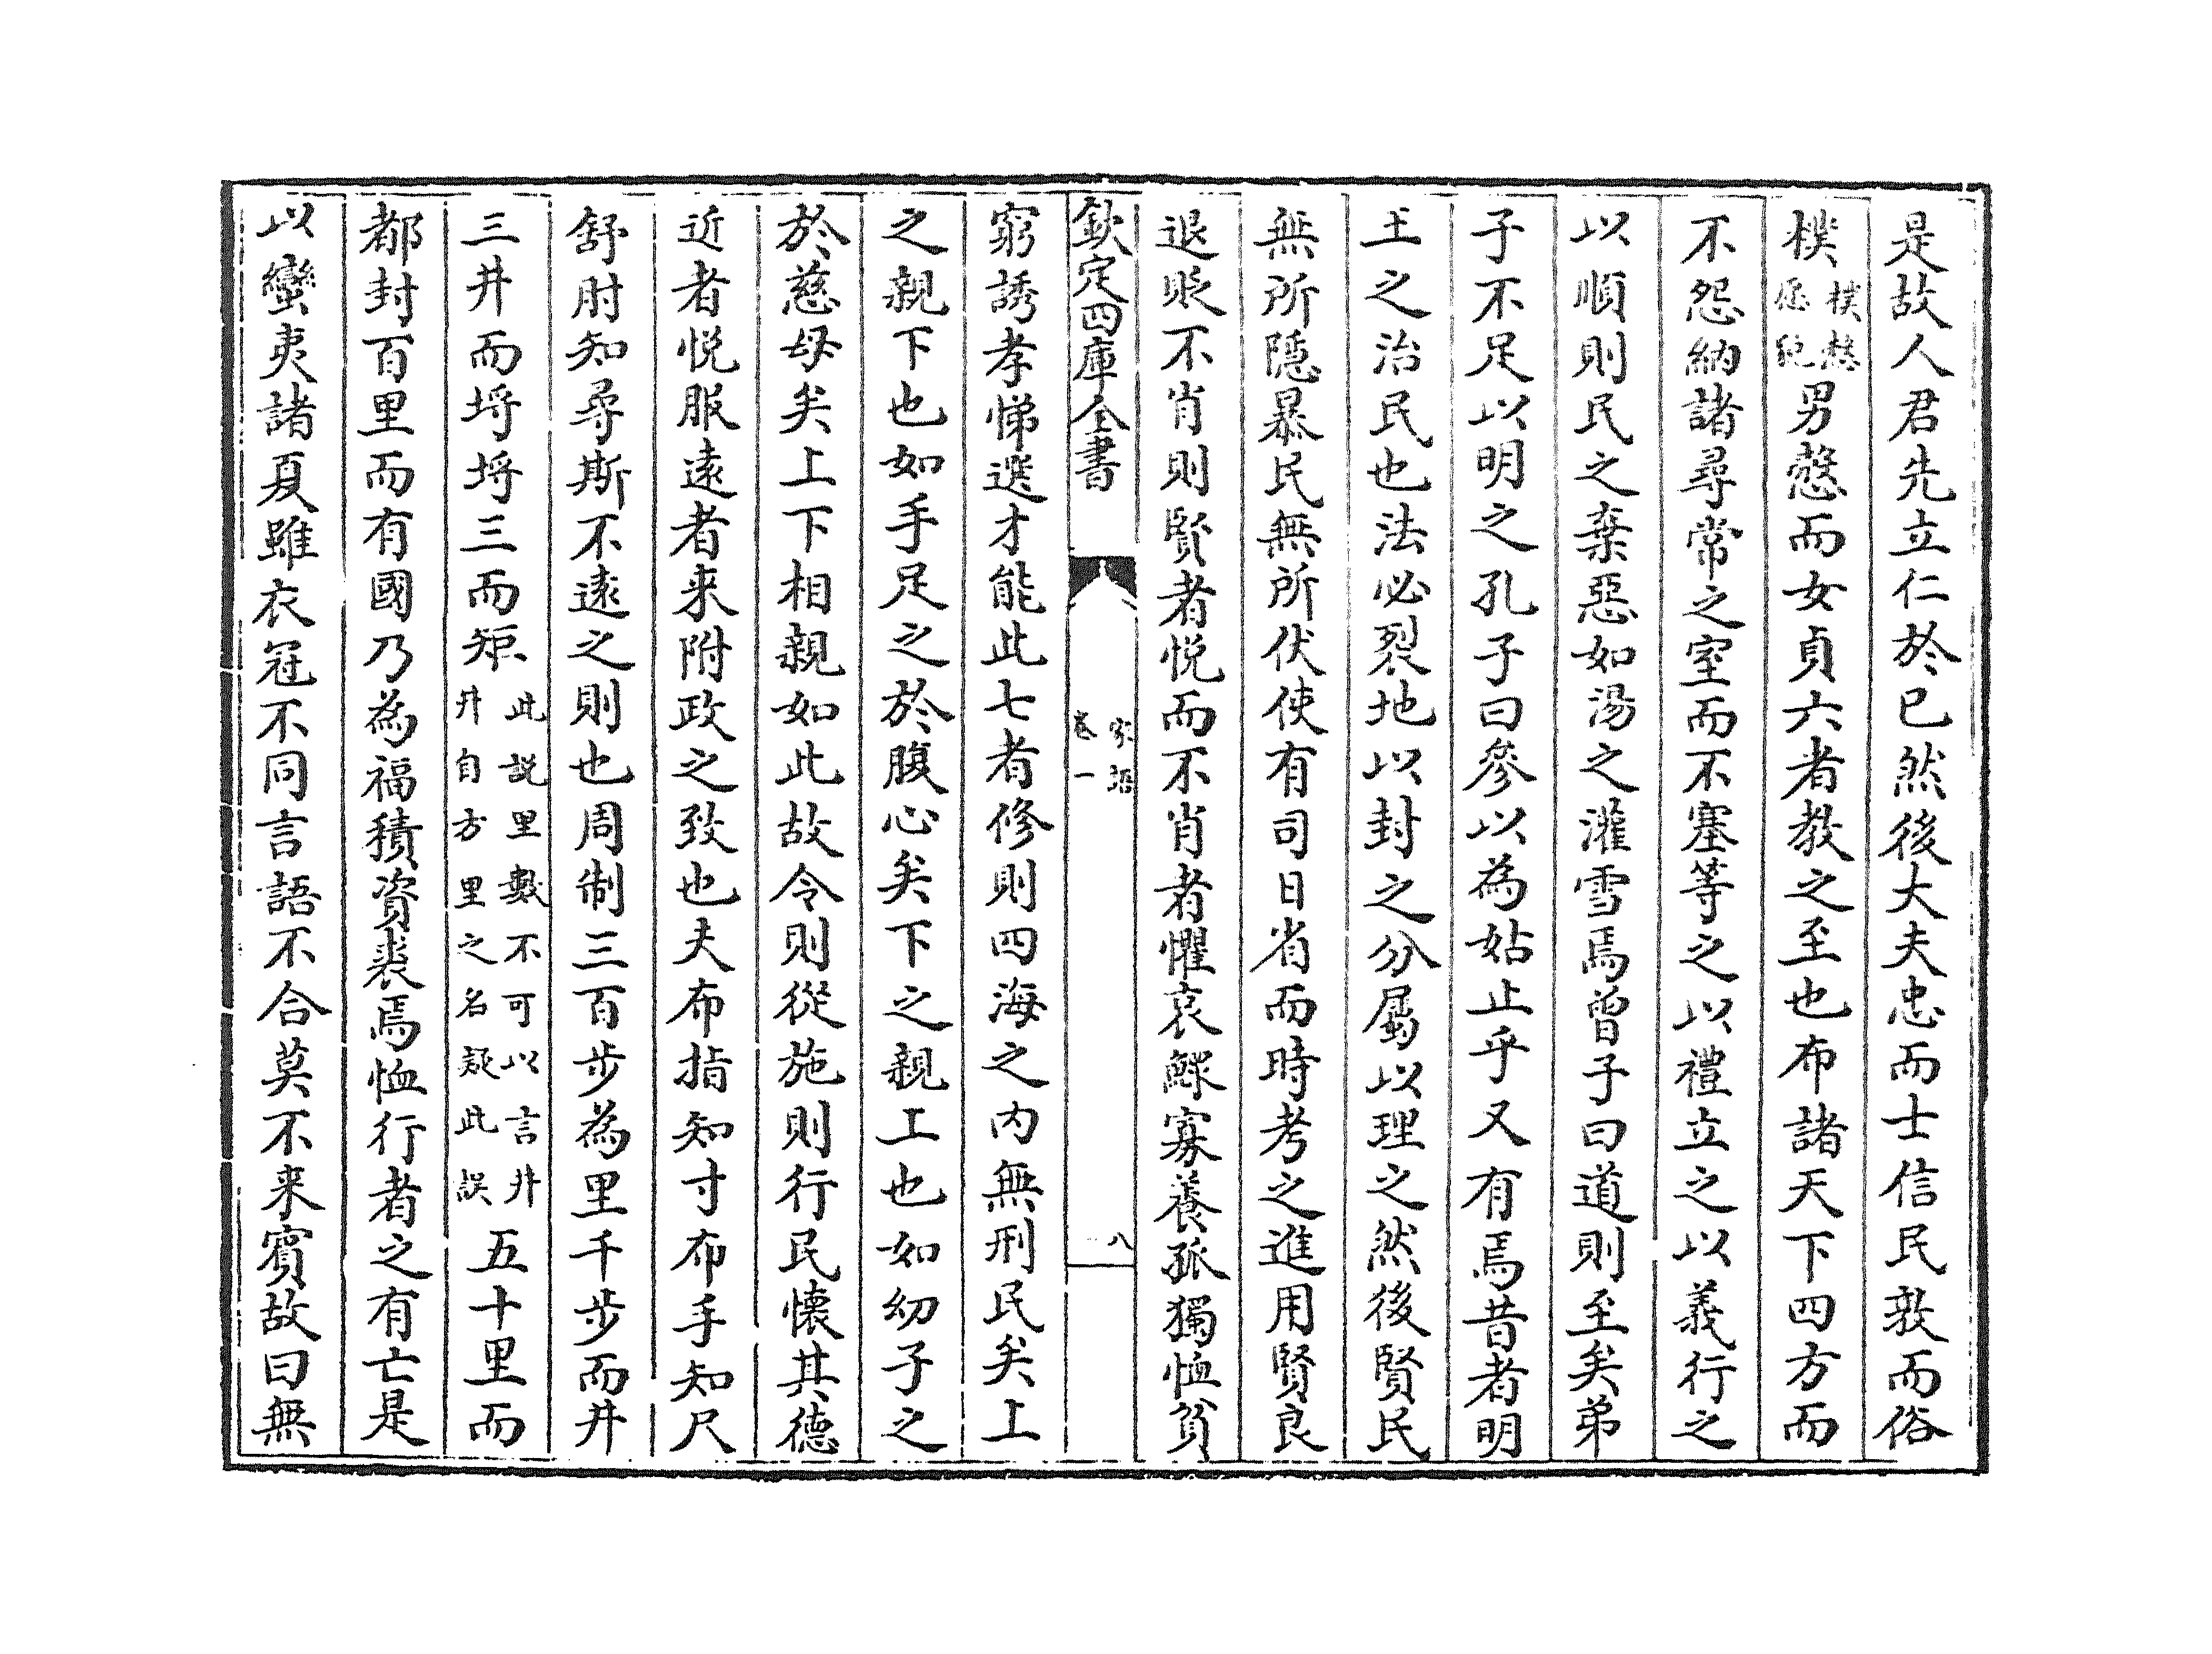 是故人君先立仁於已然後大夫忠而士信民敦而俗
樸樸慤愿貌男慤而女貞六者教之至也布諸天下四方而
不怨納諸尋常之室而不塞等之以禮立之以義行之
以順則民之棄惡如湯之灌雪焉曾子曰道則至矣弟
子不足以明之孔子曰參以為姑止乎又有焉昔者明
王之治民也法必裂地以封之分屬以理之然後賢民
無所隱暴民無所伏使有司日省而時考之進用賢良
退貶不肖則賢者悦而不肖者懼哀鰥寡養孤獨恤貧
欽定四庫全書
家語
卷一
八
窮誘孝悌選才能此七者修則四海之内無刑民矣上
之親下也如手足之於腹心矣下之親上也如幼子之
於慈母矣上下相親如此故令則從施則行民懷其德
近者悦服遠者来附政之致也夫布指知寸布手知尺
舒肘知尋斯不遠之則也周制三百步為里千步而井
三井而埒埒三而矩此説里數不可以言井井自方里之名疑此誤五十里而
都封百里而有國乃為福積資裘焉恤行者之有亡是
以蠻夷諸夏雖衣冠不同言語不合莫不来賓故曰無